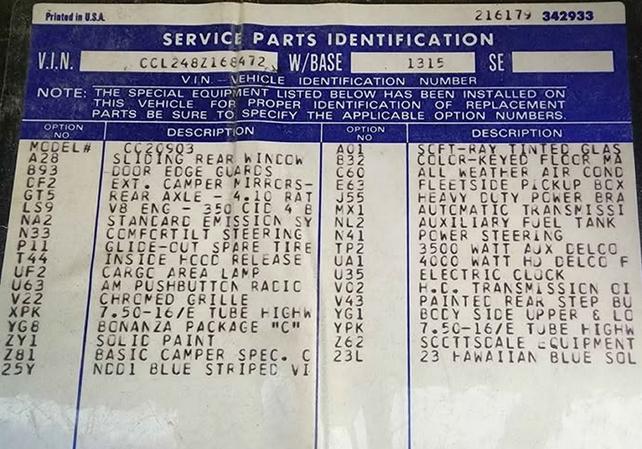 Printed in U.S.A. 216179 342933
SERVICE PARTS IDENTIFICATION
V.I.N. CCL248Z168472 W/BASE 1315 SE
V.I.N. - VEHICLE IDENTIFICATION NUMBER
NOTE: THE SPECIAL EQUIPMENT LISTED BELOW HAS BEEN INSTALLED ON
THIS VEHICLE FOR PROPER IDENTIFICATION OF REPLACEMENT
PARTS BE SURE TO SPECIFY THE APPLICABLE OPTION NUMBERS.
OPTION NO. DESCRIPTION OPTION NO. DESCRIPTION
MODEL# CC20903 A01 SOFT-RAY TINTED GLAS
A28 SLIDING REAR WINDOW B32 COLOR-KEYED FLOOR MA
B93 DOOR EDGE GUARDS C60 ALL WEATHER AIR COND
DF2 EXT. CAMPER MIRRORS- E63 FLEETSIDE PICKUP BOX
GT5 REAR AXLE - 4.10 RAT J55 HEAVY DUTY POWER BRA
LS9 V8 ENG - 350 CID 4 B MX1 AUTOMATIC TRANSMISSI
NA2 STANDARD EMISSION SY NL2 AUXILIARY FUEL TANK
N33 COMFORTILT STEERING N41 POWER STEERING
P11 GLIDE-OUT SPARE TIRE TP2 3500 WATT AUX DELCO
T44 INSIDE HOOD RELEASE UA1 4000 WATT HD DELCO F
UF2 CARGO AREA LAMP U35 ELECTRIC CLOCK
U63 AM PUSHBUTTON RADIO V02 H.D. TRANSMISSION OI
V22 CHROMED GRILLE V43 PAINTED REAR STEP BU
XPK 7.50-16/E TUBE HIGHW YG1 BODY SIDE UPPER & LO
YG8 BONANZA PACKAGE "C" YPK 7.50-16/E TUBE HIGHW
ZY1 SOLID PAINT Z62 SCOTTSDALE EQUIPMENT
Z81 BASIC CAMPER SPEC. C 23L 23 HAWAIIAN BLUE SOL
25Y NDD1 BLUE STRIPED VI